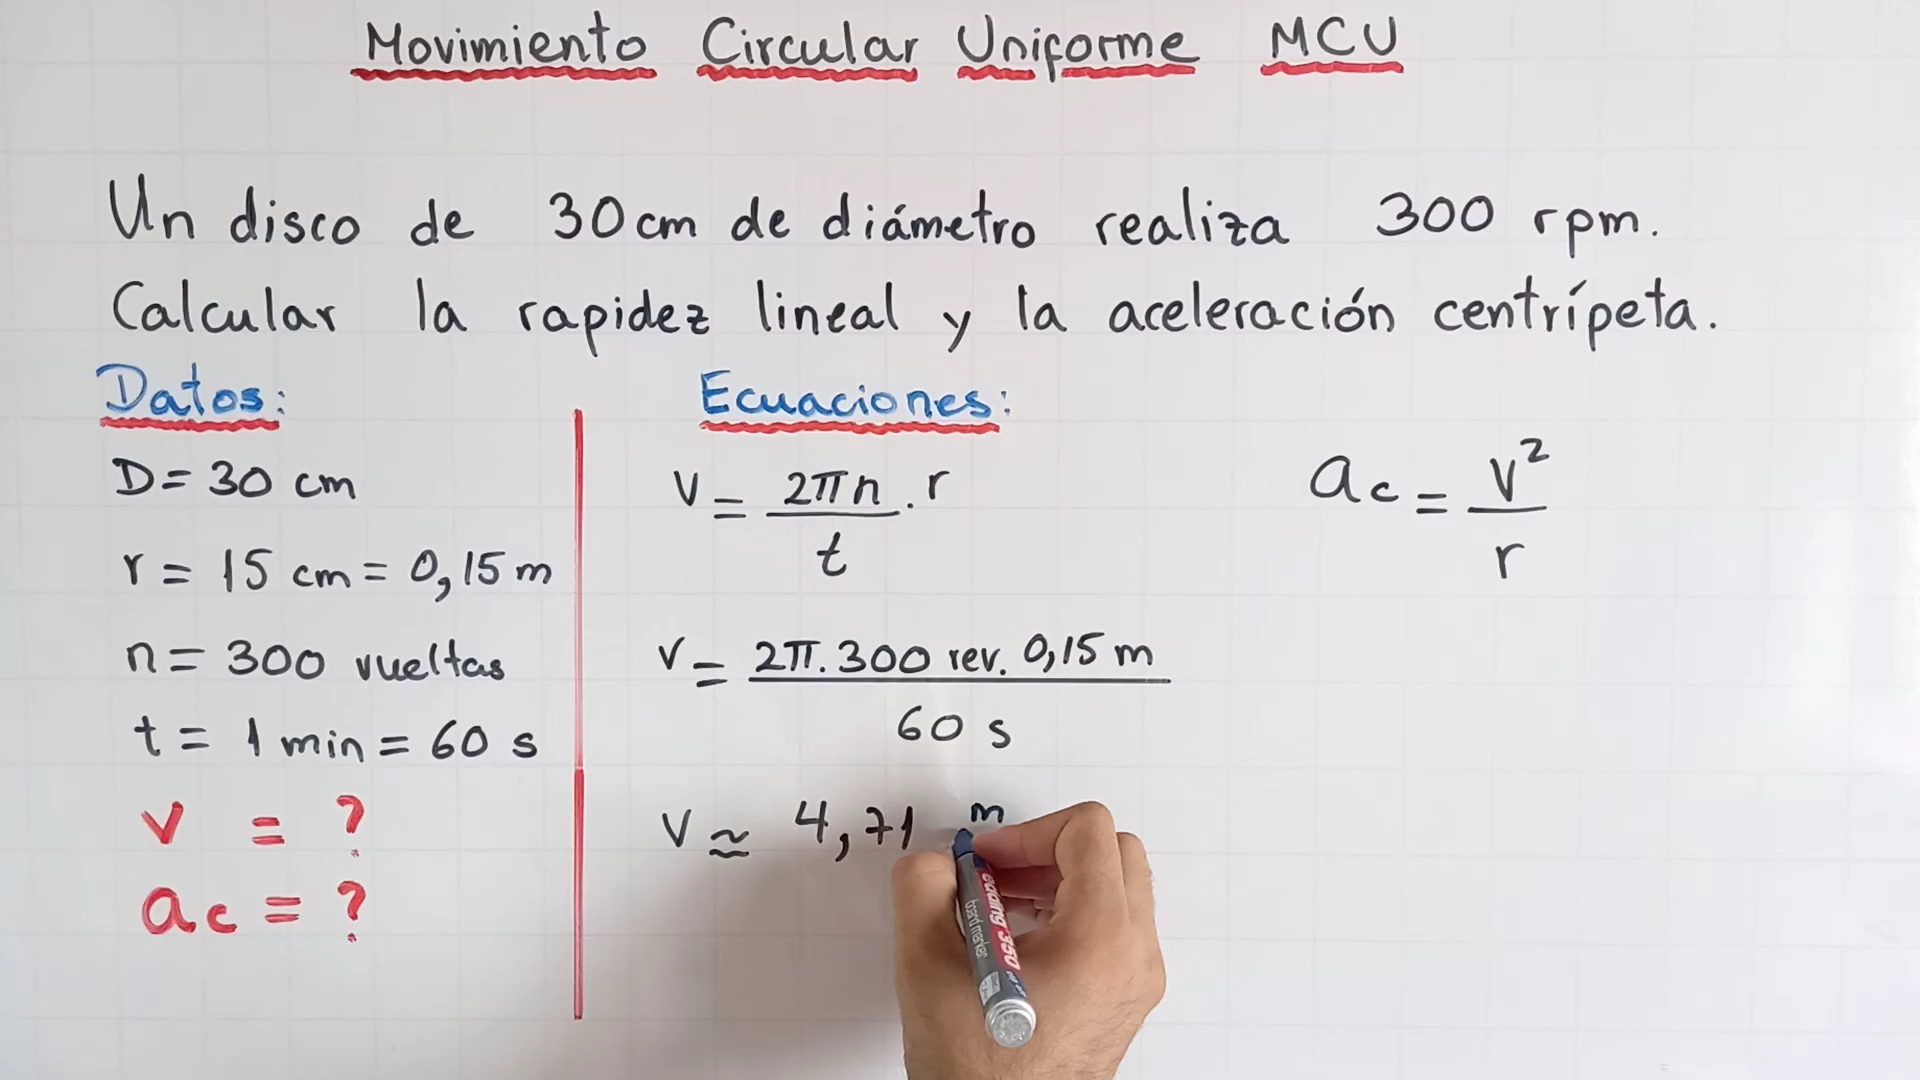 Movimiento Circular Uniforme MCU
Un disco de 30 cm de diámetro realiza 300 rpm.
Calcular la rapidez lineal y la aceleración centrípeta.
Datos:
D = 30 cm
r = 15 cm = 0,15 m
n = 300 vueltas
t = 1 min = 60 s
v = ?
ac = ?
Ecuaciones:
v = 2πn/t . r
v = 2π. 300 rev. 0,15 m / 60 s
v ≃ 4,71 m
ac = v²/r
edding 350
board marker